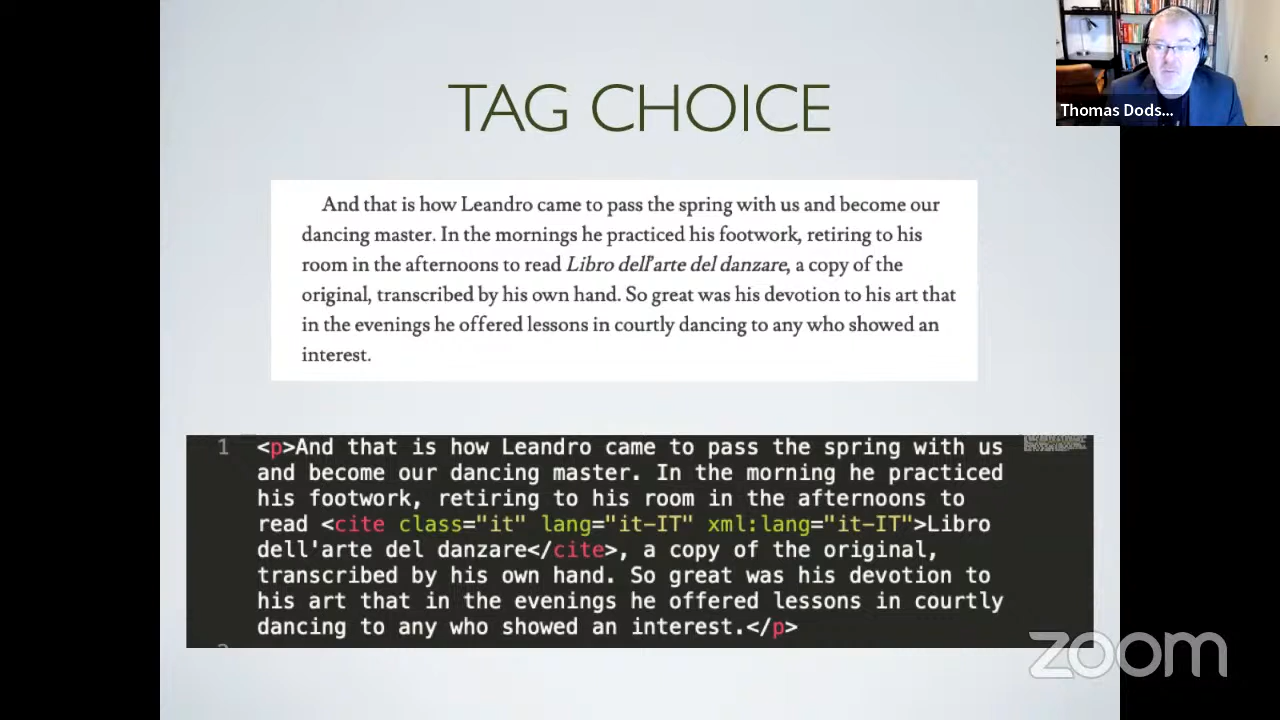 TAG CHOICE
Thomas Dods...
And that is how Leandro came to pass the spring with us and become our
dancing master. In the mornings he practiced his footwork, retiring to his
room in the afternoons to read Libro dell'arte del danzare, a copy of the
original, transcribed by his own hand. So great was his devotion to his art that
in the evenings he offered lessons in courtly dancing to any who showed an
interest.
1 <p>And that is how Leandro came to pass the spring with us
and become our dancing master. In the morning he practiced
his footwork, retiring to his room in the afternoons to
read <cite class="it" lang="it-IT" xml:lang="it-IT">Libro
dell'arte del danzare</cite>, a copy of the original,
transcribed by his own hand. So great was his devotion to
his art that in the evenings he offered lessons in courtly
dancing to any who showed an interest.</p>
zoom